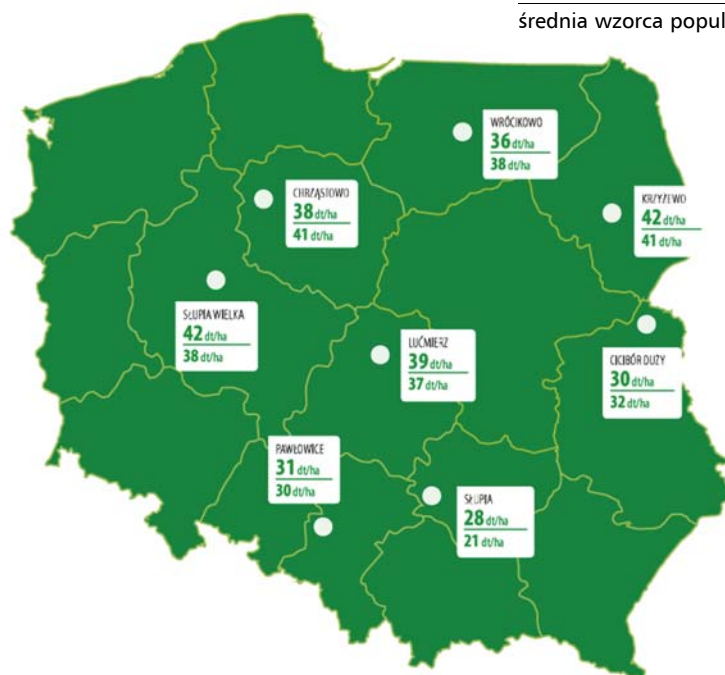 średnia wzorca popul
WRÓCIKOWO
36 dt/ha
38 dt/ha
CHRZĄSTOWO
38 dt/ha
41 dt/ha
KRZYŻEWO
42 dt/ha
41 dt/ha
SŁUPIA WIELKA
42 dt/ha
38 dt/ha
LUĆMIERZ
39 dt/ha
37 dt/ha
CICIBÓR DUŻY
30 dt/ha
32 dt/ha
PAWŁOWICE
31 dt/ha
30 dt/ha
SŁUPIA
28 dt/ha
21 dt/ha